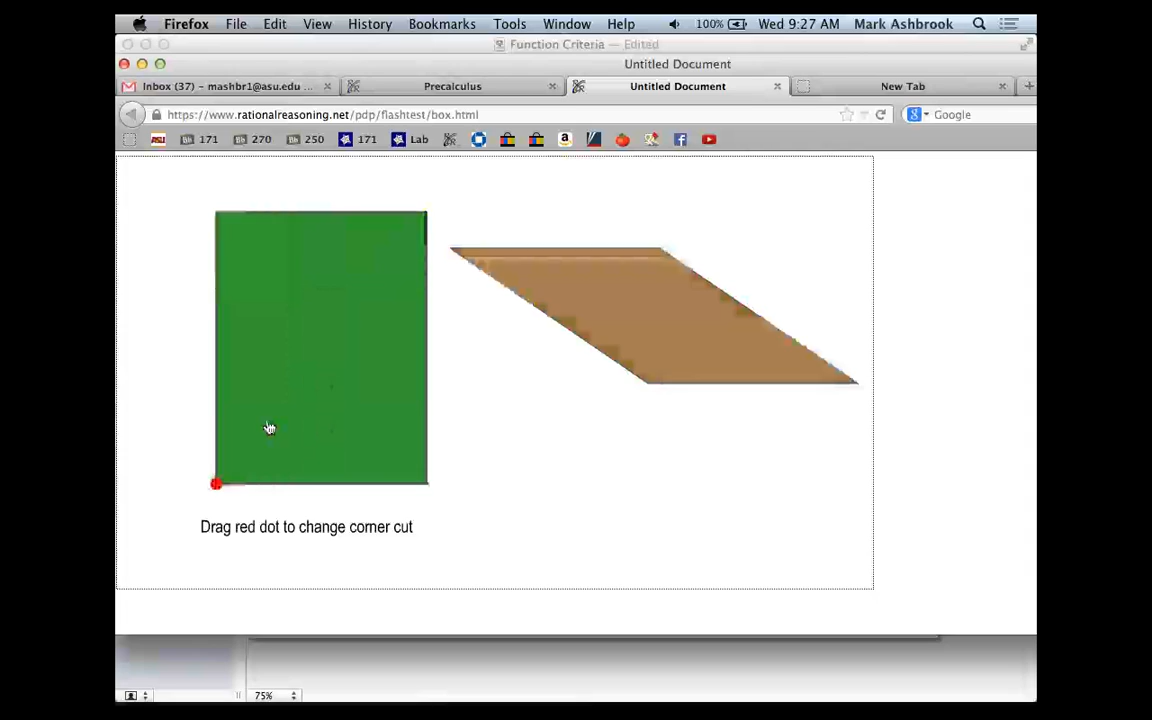 Firefox File Edit View History Bookmarks Tools Window Help 100% Wed 9:27 AM Mark Ashbrook
Function Criteria — Edited
Untitled Document
Inbox (37) – mashbr1@asu.edu ... Precalculus Untitled Document New Tab
https://www.rationalreasoning.net/pdp/flashtest/box.html Google
ASU 171 270 250 171 Lab
Drag red dot to change corner cut
75%